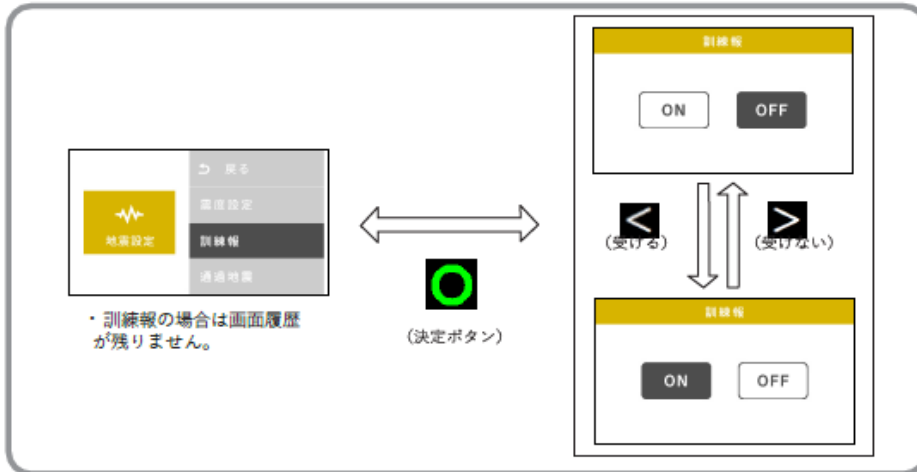 訓練報
ON OFF
戻る
震度設定
地震設定
訓練報
通過地震
・訓練報の場合は画面履歴
が残りません。
(決定ボタン)
<
(受ける)
>
(受けない)
訓練報
ON OFF